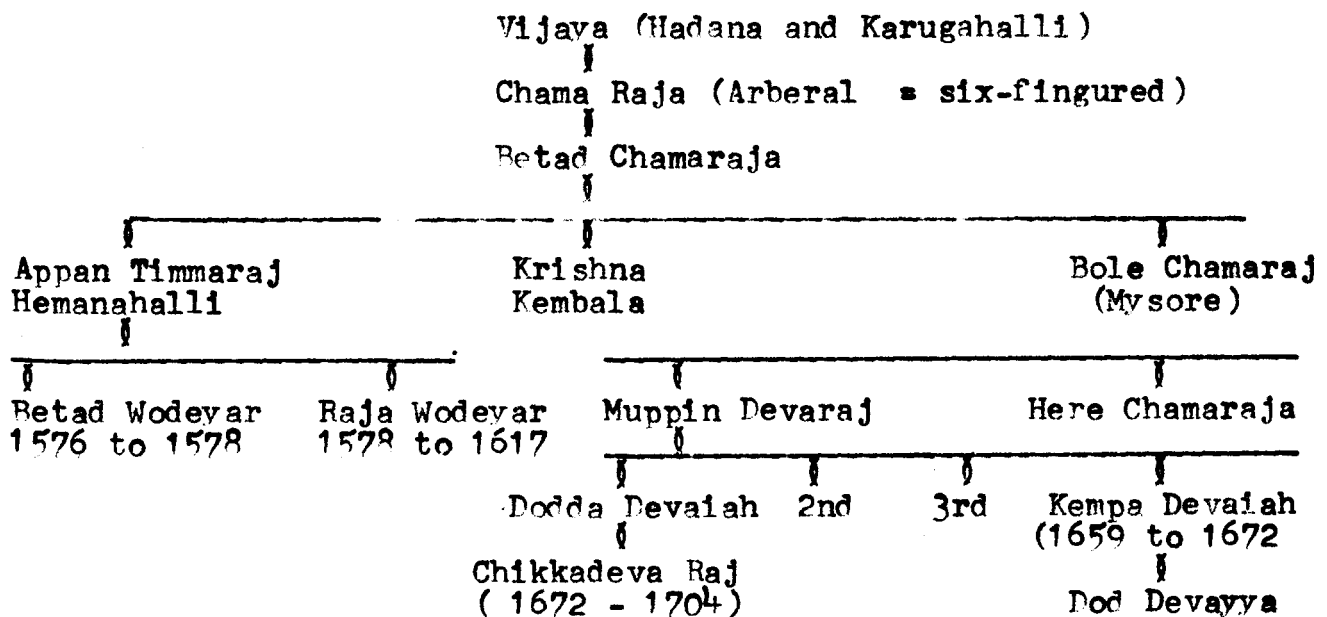 Vijaya (Hadana and Karugahalli)
Chama Raja (Arberal = six-fingured)
Betad Chamaraja
Appan Timmaraj Krishna Bole Chamaraj
Hemanahalli Kembala (Mysore)
Betad Wodeyar Raja Wodeyar Muppin Devaraj Here Chamaraja
1576 to 1578 1578 to 1617
Dodda Devaiah 2nd 3rd Kempa Devaiah
(1659 to 1672
Chikkadeva Raj
( 1672 - 1704) Dod Devayya